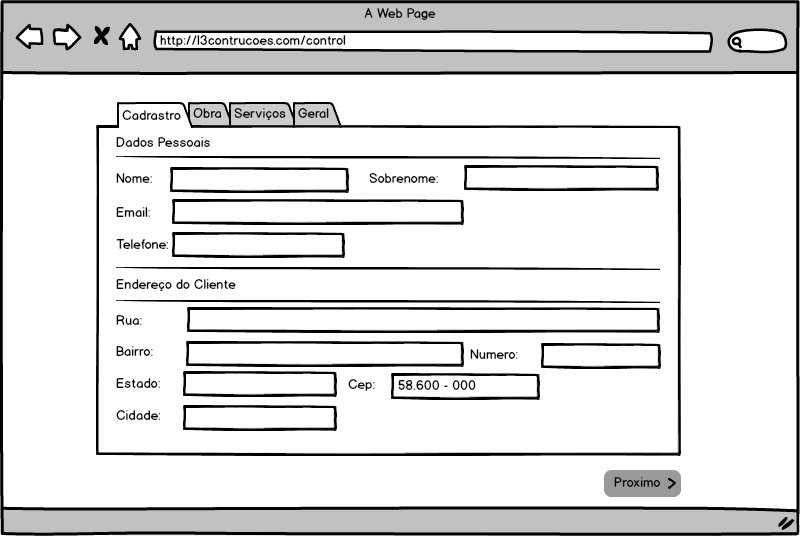 A Web Page
http://l3contrucoes.com/control
Cadrastro Obra Serviços Geral
Dados Pessoais
Nome: Sobrenome:
Email:
Telefone:
Endereço do Cliente
Rua:
Bairro: Numero:
Estado: Cep: 58.600 - 000
Cidade:
Proximo